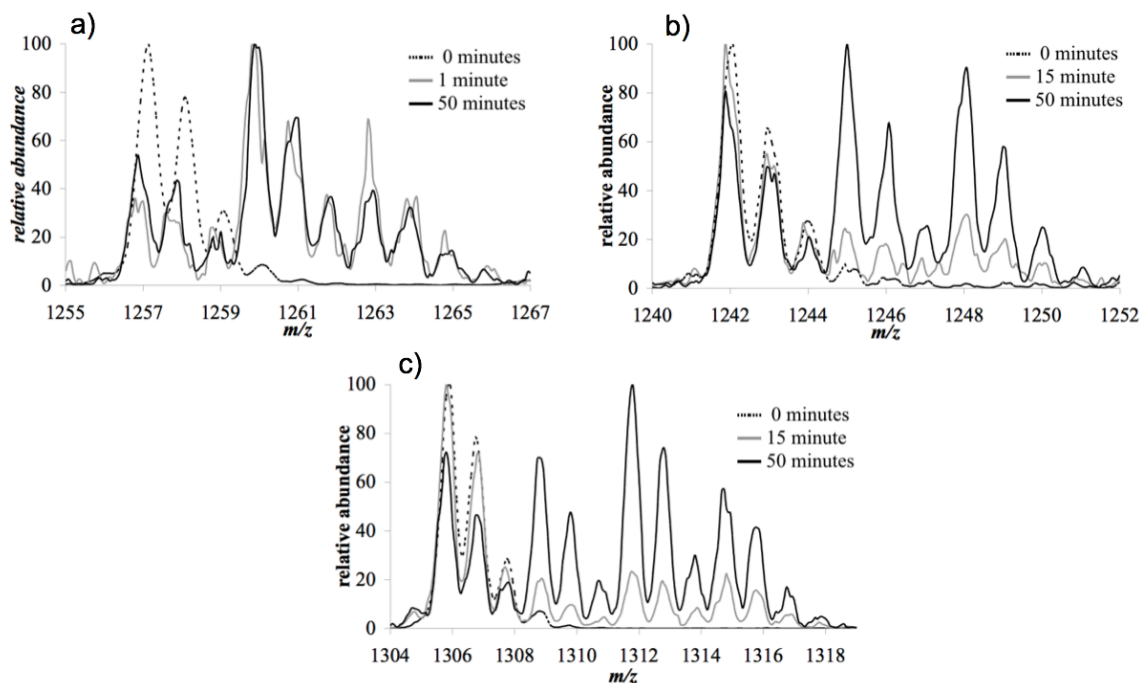 a)
relative abundance
100
80
60
40
20
0
1255
1257
1259
1261
1263
1265
1267
m/z
0 minutes
1 minute
50 minutes
b)
relative abundance
100
80
60
40
20
0
1240
1242
1244
1246
1248
1250
1252
m/z
0 minutes
15 minute
50 minutes
c)
relative abundance
100
80
60
40
20
0
1304
1306
1308
1310
1312
1314
1316
1318
m/z
0 minutes
15 minute
50 minutes